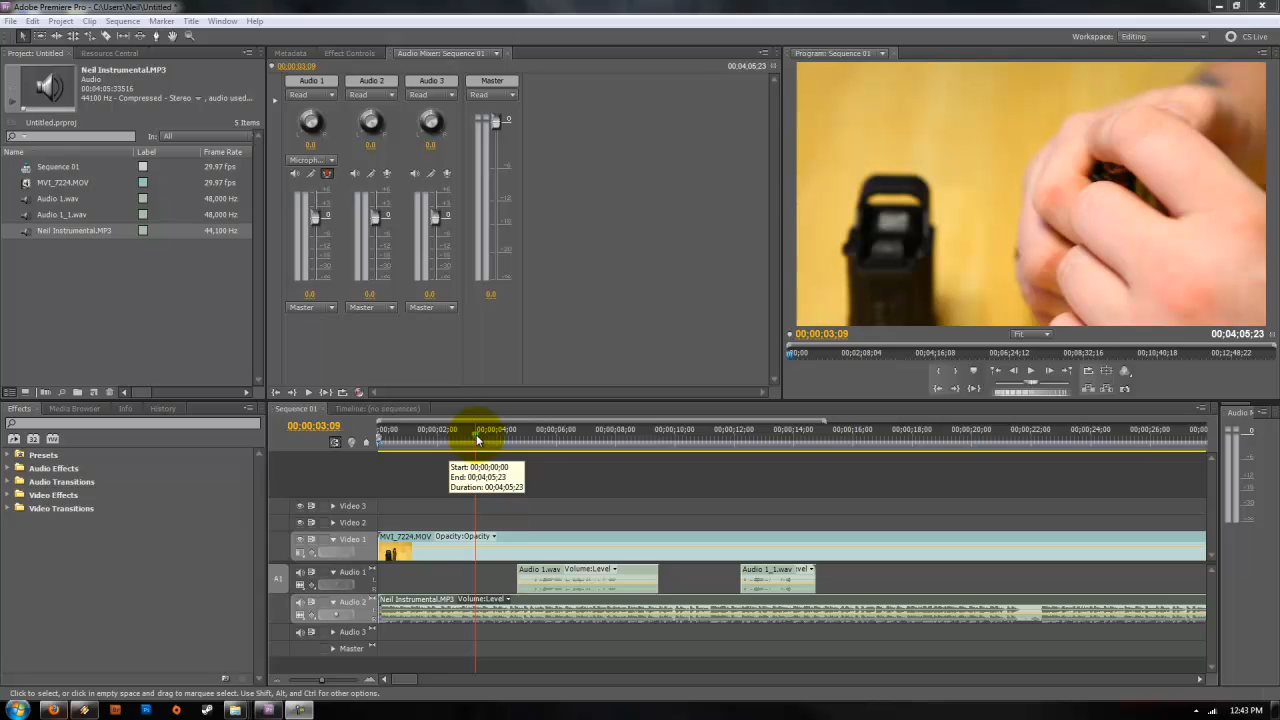 Adobe Premiere Pro - C:\Users\Neil\Untitled *
File Edit Project Clip Sequence Marker Title Window Help
Workspace: Editing CS Live
Project: Untitled Resource Central
Metadata Effect Controls Audio Mixer: Sequence 01
Program: Sequence 01
Neil Instrumental.MP3
Audio
00;04;05;33516
44100 Hz - Compressed - Stereo , audio used...
Untitled.prproj 5 Items
In: All
Name Label Frame Rate
Sequence 01 29.97 fps
MVI_7224.MOV 29.97 fps
Audio 1.wav 48,000 Hz
Audio 1_1.wav 48,000 Hz
Neil Instrumental.MP3 44,100 Hz
00;00;03;09 00;04;05;23
Audio 1 Audio 2 Audio 3 Master
Read Read Read Read
L R L R L R
0.0 0.0 0.0
Microph...
0.0 0.0 0.0 0.0
Master Master Master
00;00;03;09 Fit 00;04;05;23
00;00 00;02;08;04 00;04;16;08 00;06;24;12 00;08;32;16 00;10;40;18 00;12;48;22
Effects Media Browser Info History
Presets
Audio Effects
Audio Transitions
Video Effects
Video Transitions
Sequence 01 Timeline: (no sequences)
Audio M
00;00;03;09
00;00 00;00;02;00 00;00;04;00 00;00;06;00 00;00;08;00 00;00;10;00 00;00;12;00 00;00;14;00 00;00;16;00 00;00;18;00 00;00;20;00 00;00;22;00 00;00;24;00 00;00;26;00 00;00
Start: 00;00;00;00
End: 00;04;05;23
Duration: 00;04;05;23
Video 3
Video 2
Video 1
MVI_7224.MOV Opacity:Opacity
A1 Audio 1
Audio 1.wav Volume:Level
Audio 1_1.wav vel
Audio 2
Neil Instrumental.MP3 Volume:Level
Audio 3
Master
Click to select, or click in empty space and drag to marquee select. Use Shift, Alt, and Ctrl for other options.
12:43 PM